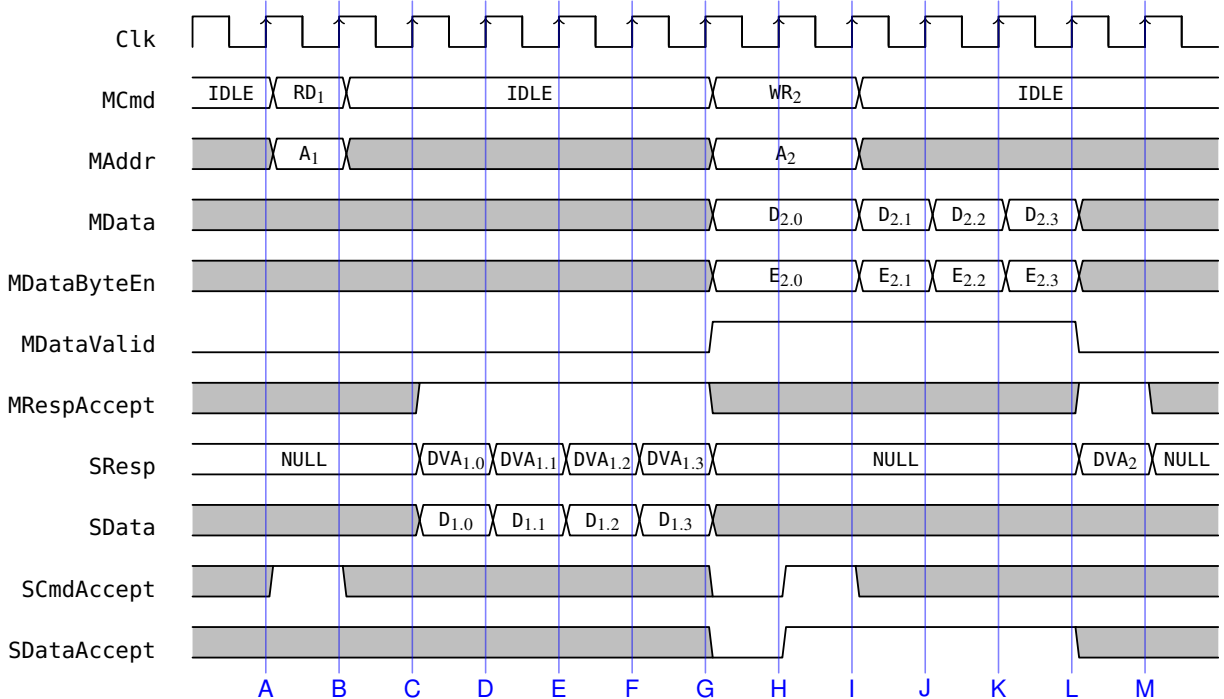 Clk
MCmd IDLE RD₁ IDLE WR₂ IDLE
MAddr A₁ A₂
MData D₂.₀ D₂.₁ D₂.₂ D₂.₃
MDataByteEn E₂.₀ E₂.₁ E₂.₂ E₂.₃
MDataValid
MRespAccept
SResp NULL DVA₁.₀ DVA₁.₁ DVA₁.₂ DVA₁.₃ NULL DVA₂ NULL
SData D₁.₀ D₁.₁ D₁.₂ D₁.₃
SCmdAccept
SDataAccept
A B C D E F G H I J K L M